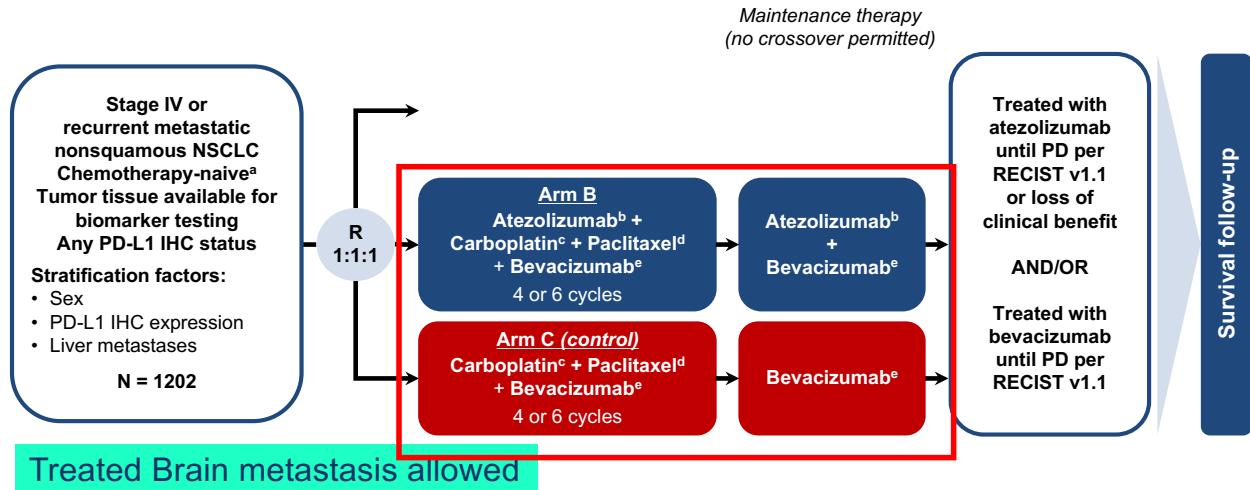 Maintenance therapy
(no crossover permitted)
Stage IV or
recurrent metastatic
nonsquamous NSCLC
Chemotherapy-naiveᵃ
Tumor tissue available for
biomarker testing
Any PD-L1 IHC status
Stratification factors:
• Sex
• PD-L1 IHC expression
• Liver metastases
N = 1202
R
1:1:1
Arm B
Atezolizumabᵇ +
Carboplatinᶜ + Paclitaxelᵈ
+ Bevacizumabᵉ
4 or 6 cycles
Atezolizumabᵇ
+
Bevacizumabᵉ
Arm C (control)
Carboplatinᶜ + Paclitaxelᵈ
+ Bevacizumabᵉ
4 or 6 cycles
Bevacizumabᵉ
Treated with
atezolizumab
until PD per
RECIST v1.1
or loss of
clinical benefit
AND/OR
Treated with
bevacizumab
until PD per
RECIST v1.1
Survival follow-up
Treated Brain metastasis allowed